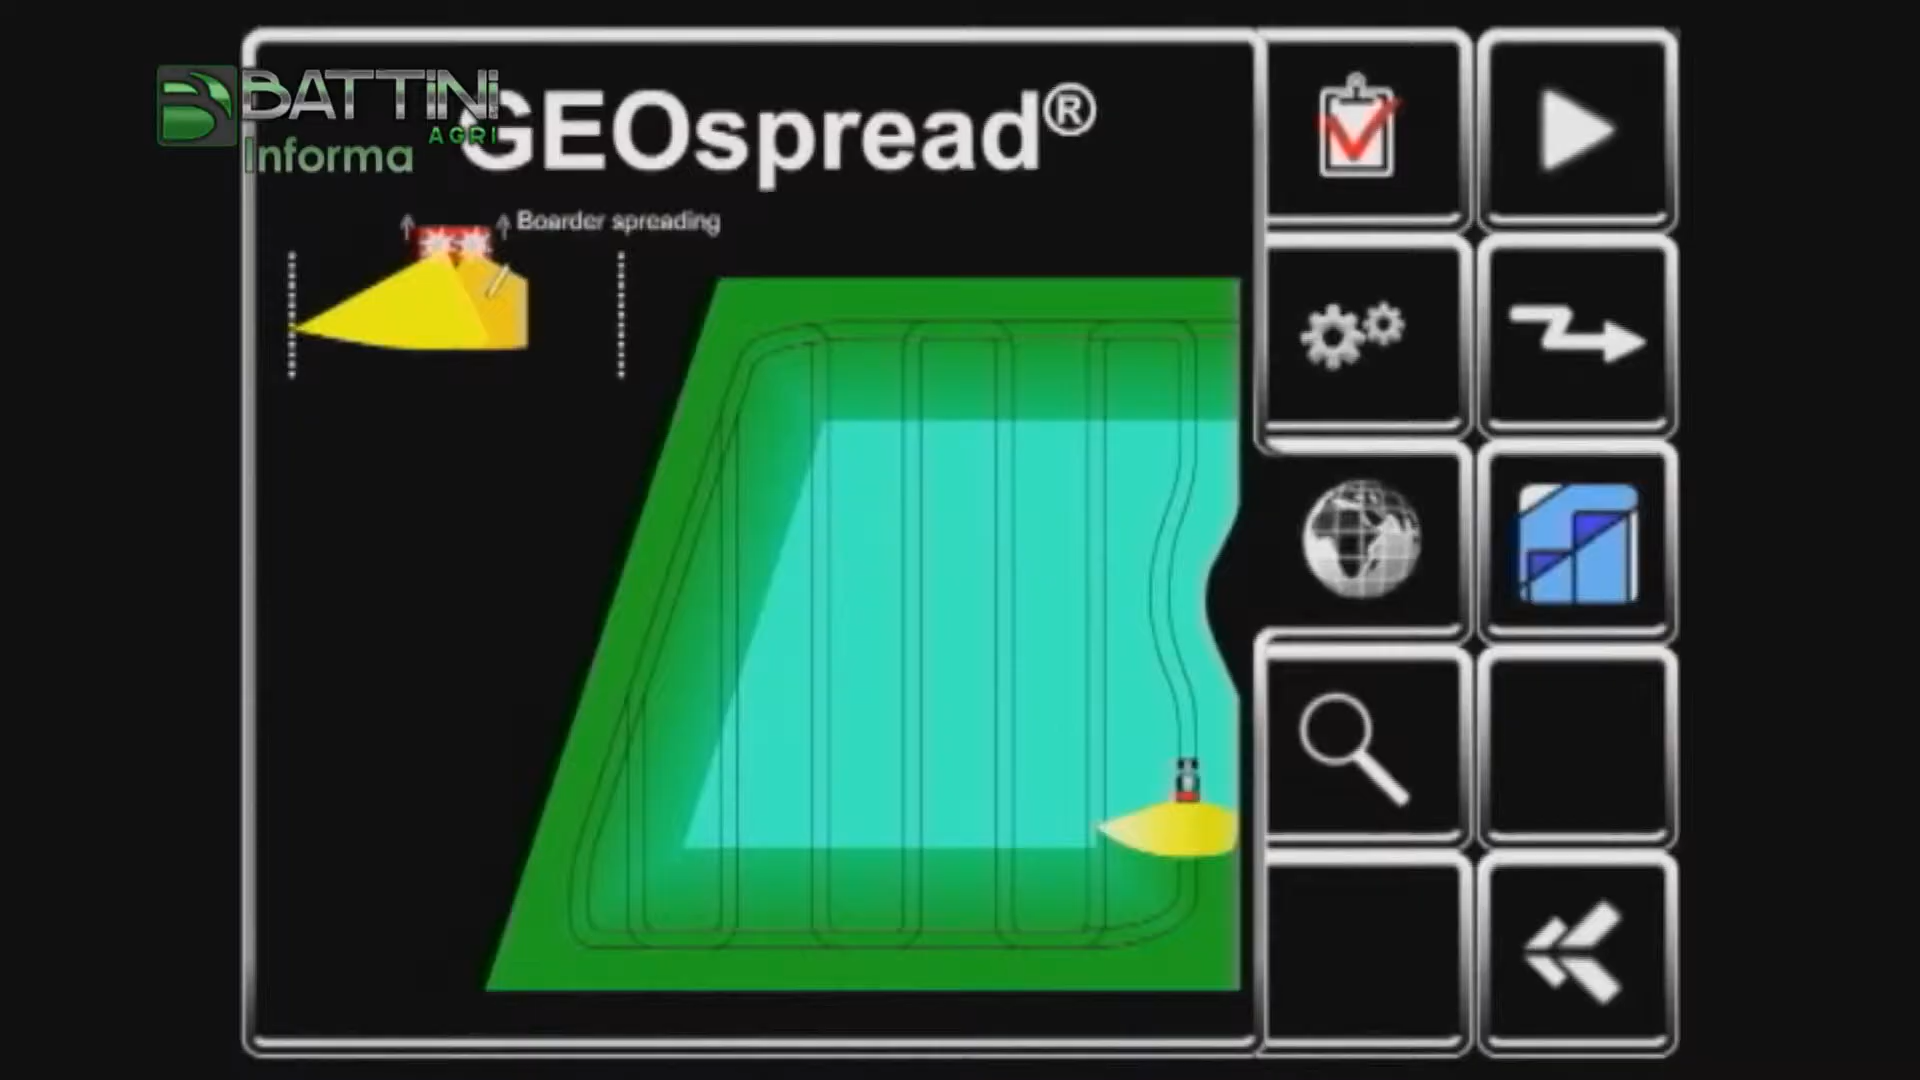 BATTiNi
AGRI
Informa
GEOspread®
Boarder spreading